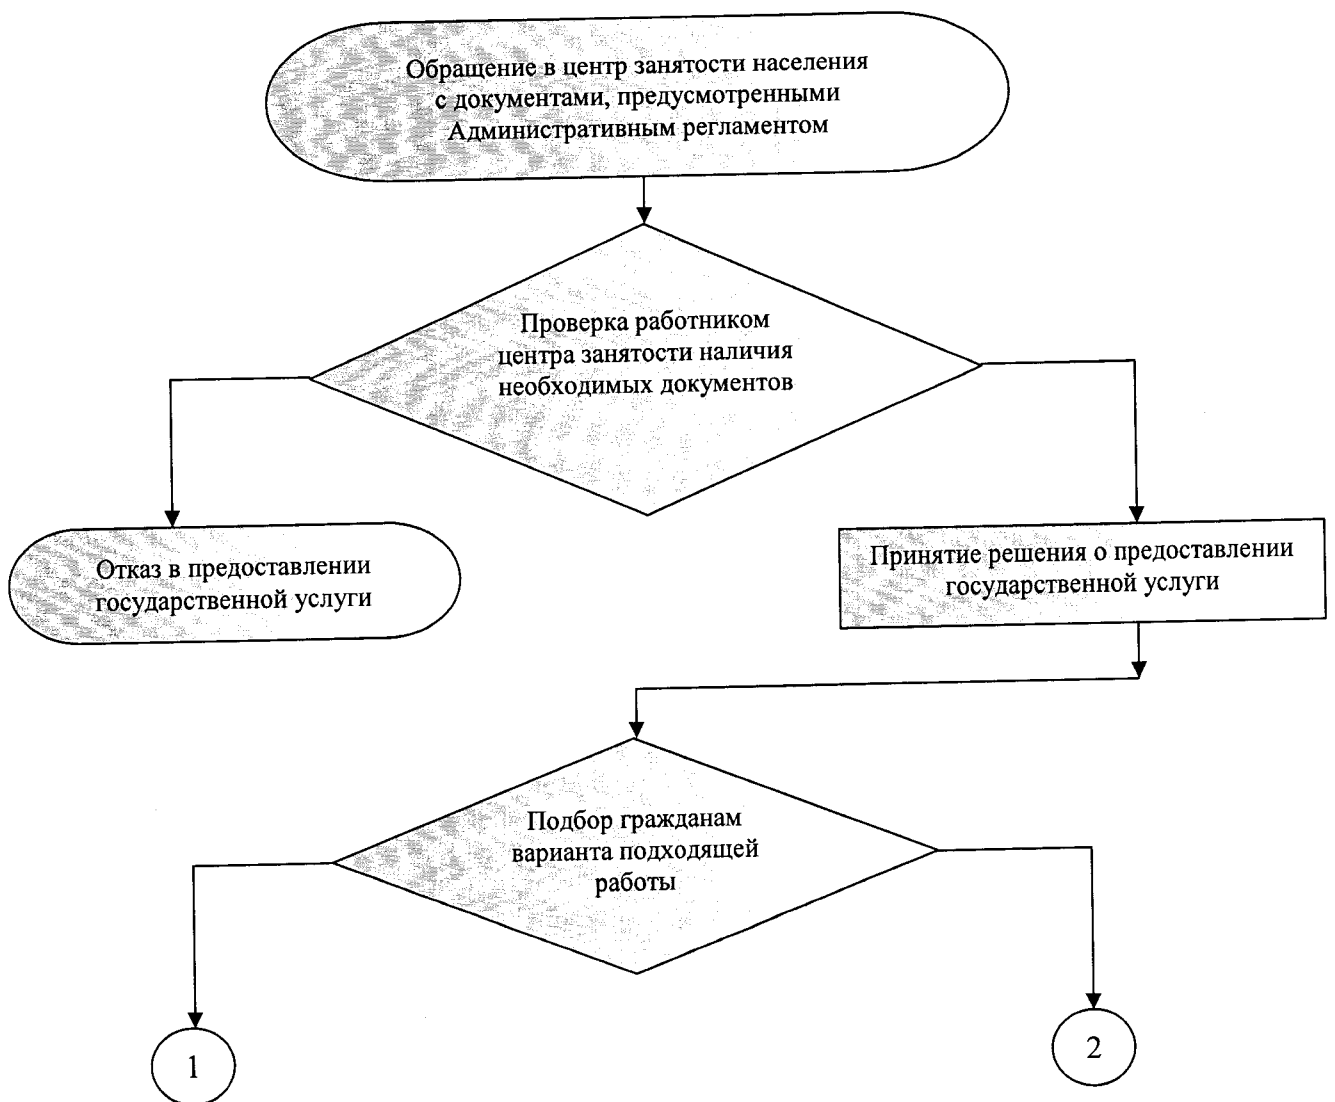 Обращение в центр занятости населения
с документами, предусмотренными
Административным регламентом
Проверка работником
центра занятости наличия
необходимых документов
Отказ в предоставлении
государственной услуги
Принятие решения о предоставлении
государственной услуги
Подбор гражданам
варианта подходящей
работы
1
2